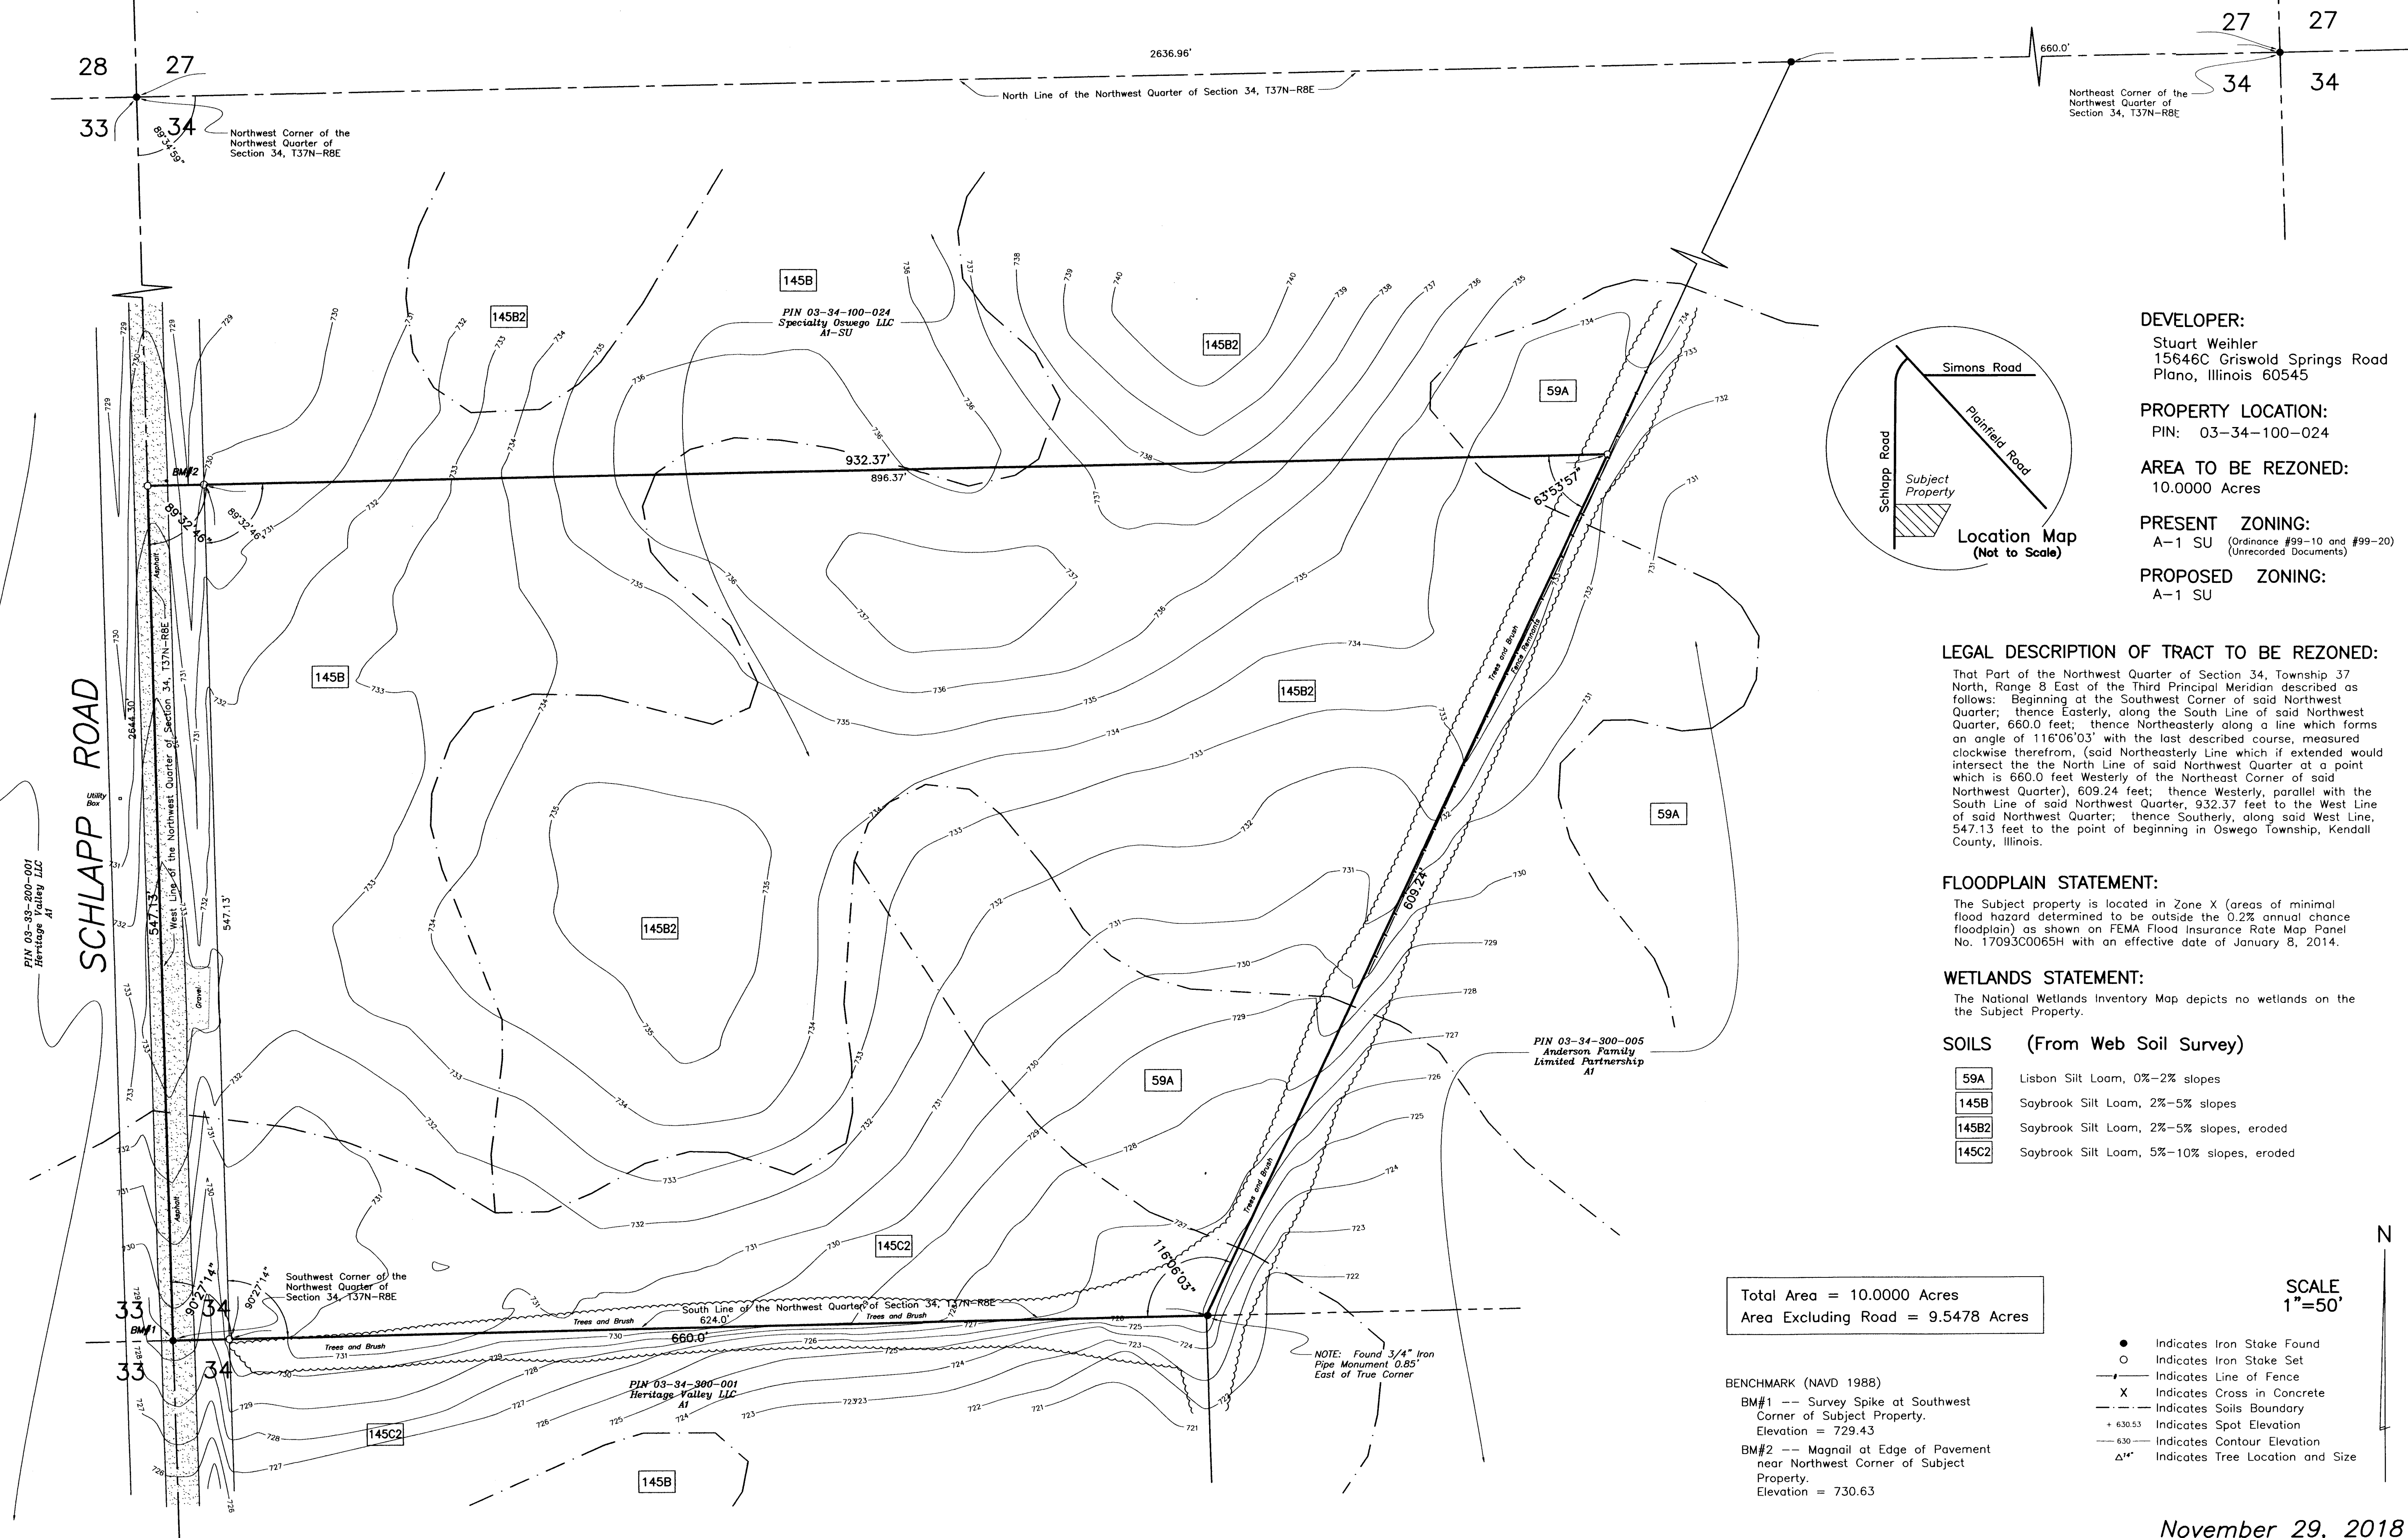 28
27
33
34
89°34'59"
Northwest Corner of the
Northwest Quarter of
Section 34, T37N-R8E
2636.96'
North Line of the Northwest Quarter of Section 34, T37N-R8E
660.0'
27
27
34
34
Northeast Corner of the
Northwest Quarter of
Section 34, T37N-R8E
145B
145B2
PIN 03-34-100-024
Specialty Oswego LLC
A1-SU
145B2
59A
BM#2
932.37'
896.37'
89°32'46"
89°32'46"
63°53'57"
Asphalt
West Line of the Northwest Quarter of Section 34, T37N-R8E
2644.30'
SCHLAPP ROAD
Utility
Box
PIN 03-33-200-001
Heritage Valley LLC
A1
547.13'
547.13'
Gravel
Asphalt
145B
145B2
145B2
59A
59A
Trees and Brush
Fence Remnants
609.24'
Trees and Brush
PIN 03-34-300-005
Anderson Family
Limited Partnership
A1
145C2
116°06'03"
90°27'14"
90°27'14"
Southwest Corner of the
Northwest Quarter of
Section 34, T37N-R8E
33
34
BM#1
33
34
South Line of the Northwest Quarter of Section 34, T37N-R8E
624.0'
660.0'
Trees and Brush
Trees and Brush
Trees and Brush
PIN 03-34-300-001
Heritage Valley LLC
A1
145C2
145B
NOTE: Found 3/4" Iron
Pipe Monument 0.85'
East of True Corner
Simons Road
Plainfield Road
Schlapp Road
Subject
Property
Location Map
(Not to Scale)
DEVELOPER:
Stuart Weihler
15646C Griswold Springs Road
Plano, Illinois 60545
PROPERTY LOCATION:
PIN: 03-34-100-024
AREA TO BE REZONED:
10.0000 Acres
PRESENT ZONING:
A-1 SU (Ordinance #99-10 and #99-20)
(Unrecorded Documents)
PROPOSED ZONING:
A-1 SU
LEGAL DESCRIPTION OF TRACT TO BE REZONED:
That Part of the Northwest Quarter of Section 34, Township 37
North, Range 8 East of the Third Principal Meridian described as
follows: Beginning at the Southwest Corner of said Northwest
Quarter; thence Easterly, along the South Line of said Northwest
Quarter, 660.0 feet; thence Northeasterly along a line which forms
an angle of 116°06'03' with the last described course, measured
clockwise therefrom, (said Northeasterly Line which if extended would
intersect the the North Line of said Northwest Quarter at a point
which is 660.0 feet Westerly of the Northeast Corner of said
Northwest Quarter), 609.24 feet; thence Westerly, parallel with the
South Line of said Northwest Quarter, 932.37 feet to the West Line
of said Northwest Quarter; thence Southerly, along said West Line,
547.13 feet to the point of beginning in Oswego Township, Kendall
County, Illinois.
FLOODPLAIN STATEMENT:
The Subject property is located in Zone X (areas of minimal
flood hazard determined to be outside the 0.2% annual chance
floodplain) as shown on FEMA Flood Insurance Rate Map Panel
No. 17093C0065H with an effective date of January 8, 2014.
WETLANDS STATEMENT:
The National Wetlands Inventory Map depicts no wetlands on the
the Subject Property.
SOILS (From Web Soil Survey)
59A Lisbon Silt Loam, 0%-2% slopes
145B Saybrook Silt Loam, 2%-5% slopes
145B2 Saybrook Silt Loam, 2%-5% slopes, eroded
145C2 Saybrook Silt Loam, 5%-10% slopes, eroded
Total Area = 10.0000 Acres
Area Excluding Road = 9.5478 Acres
BENCHMARK (NAVD 1988)
BM#1 -- Survey Spike at Southwest
Corner of Subject Property.
Elevation = 729.43
BM#2 -- Magnail at Edge of Pavement
near Northwest Corner of Subject
Property.
Elevation = 730.63
N
SCALE
1"=50'
Indicates Iron Stake Found
Indicates Iron Stake Set
Indicates Line of Fence
X Indicates Cross in Concrete
Indicates Soils Boundary
+ 630.53 Indicates Spot Elevation
630 Indicates Contour Elevation
14" Indicates Tree Location and Size
November 29, 2018